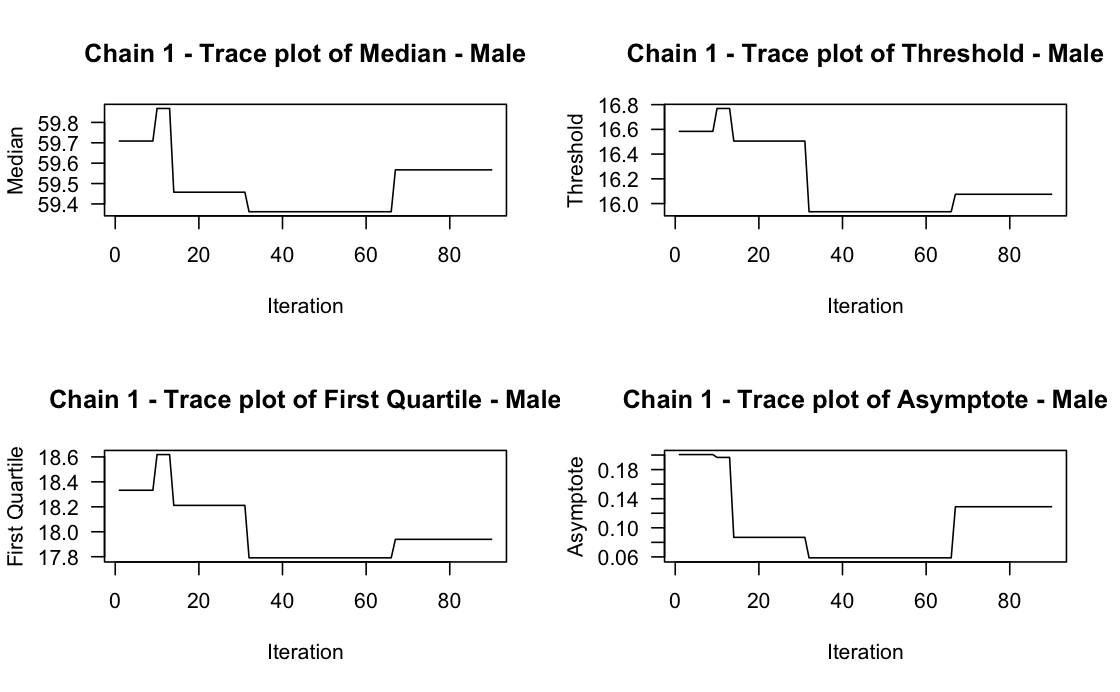 Chain 1 - Trace plot of Median - Male
Median
59.8
59.7
59.6
59.5
59.4
0 20 40 60 80
Iteration
Chain 1 - Trace plot of Threshold - Male
Threshold
16.8
16.6
16.4
16.2
16.0
0 20 40 60 80
Iteration
Chain 1 - Trace plot of First Quartile - Male
First Quartile
18.6
18.4
18.2
18.0
17.8
0 20 40 60 80
Iteration
Chain 1 - Trace plot of Asymptote - Male
Asymptote
0.18
0.14
0.10
0.06
0 20 40 60 80
Iteration